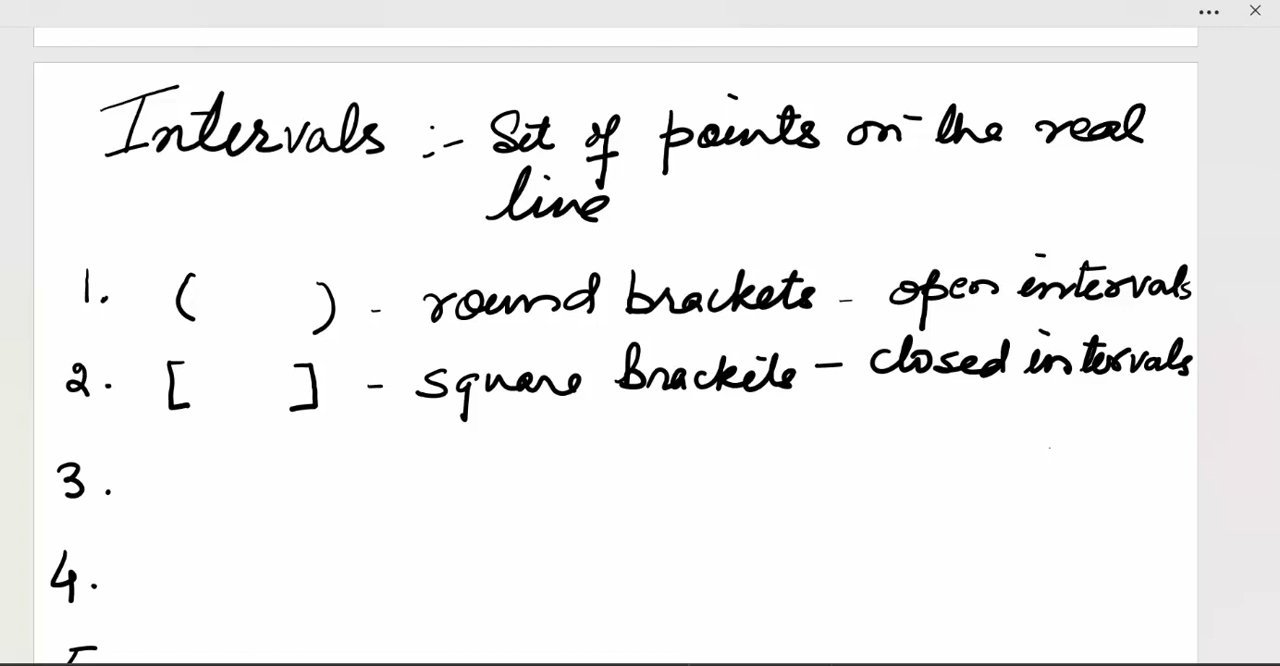 Intervals :- Set of points on the real
line
1. ( ) - round brackets - open intervals
2. [ ] - square brackets - closed intervals
3.
4.